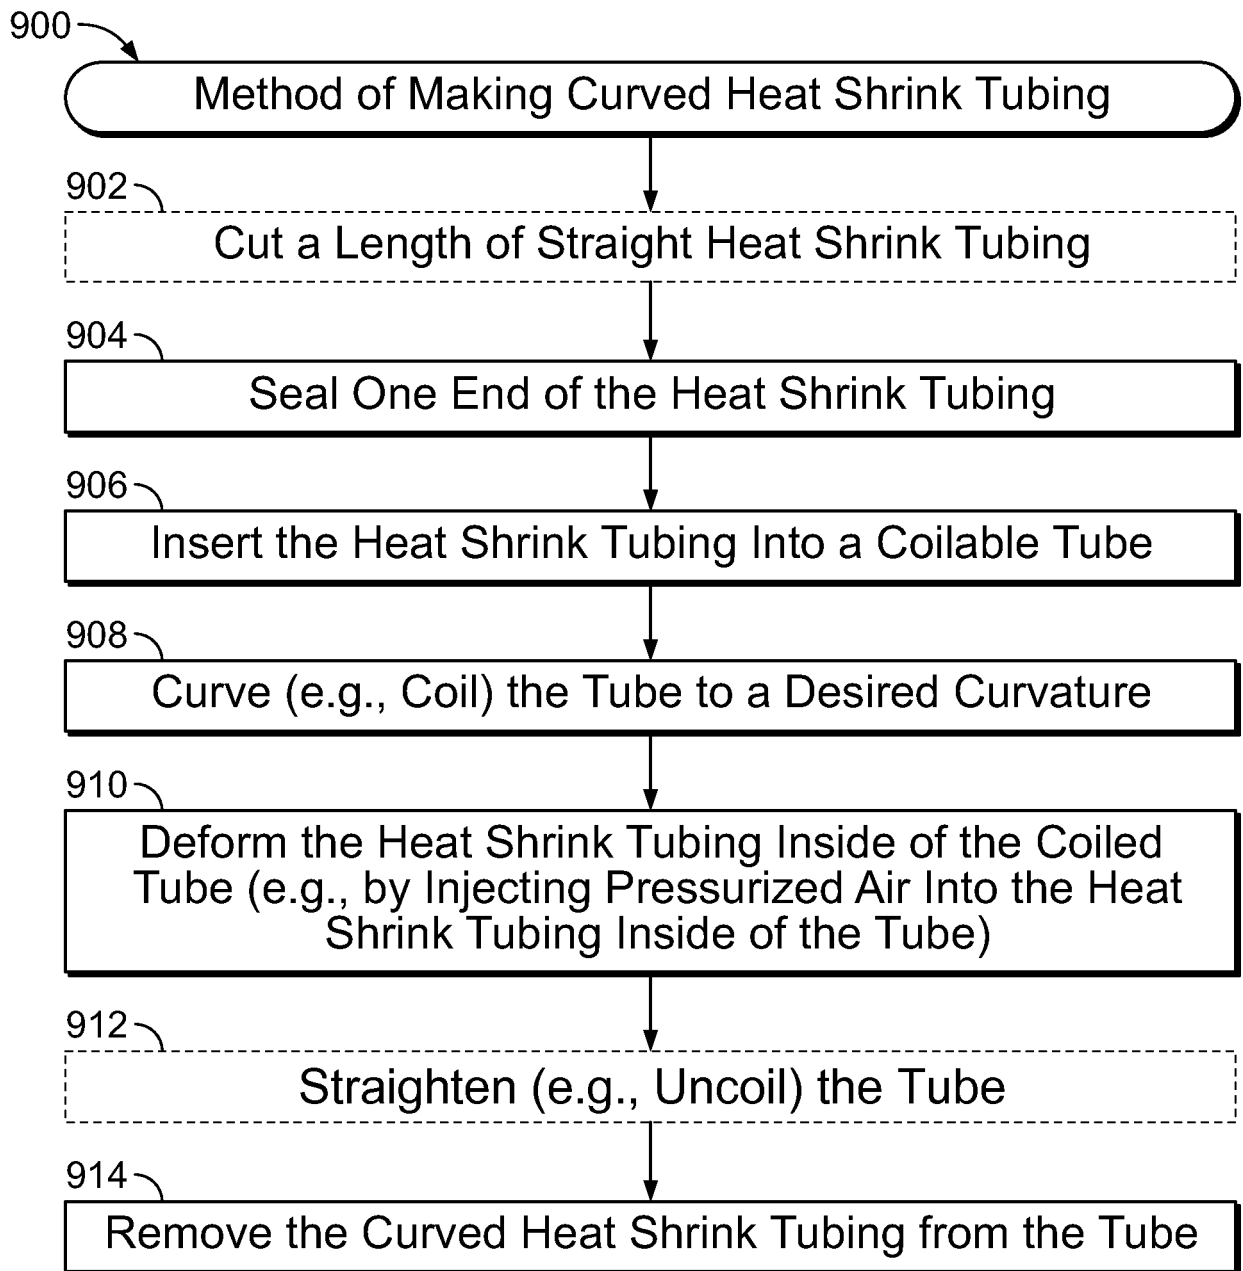 900
Method of Making Curved Heat Shrink Tubing
902
Cut a Length of Straight Heat Shrink Tubing
904
Seal One End of the Heat Shrink Tubing
906
Insert the Heat Shrink Tubing Into a Coilable Tube
908
Curve (e.g., Coil) the Tube to a Desired Curvature
910
Deform the Heat Shrink Tubing Inside of the Coiled
Tube (e.g., by Injecting Pressurized Air Into the Heat
Shrink Tubing Inside of the Tube)
912
Straighten (e.g., Uncoil) the Tube
914
Remove the Curved Heat Shrink Tubing from the Tube